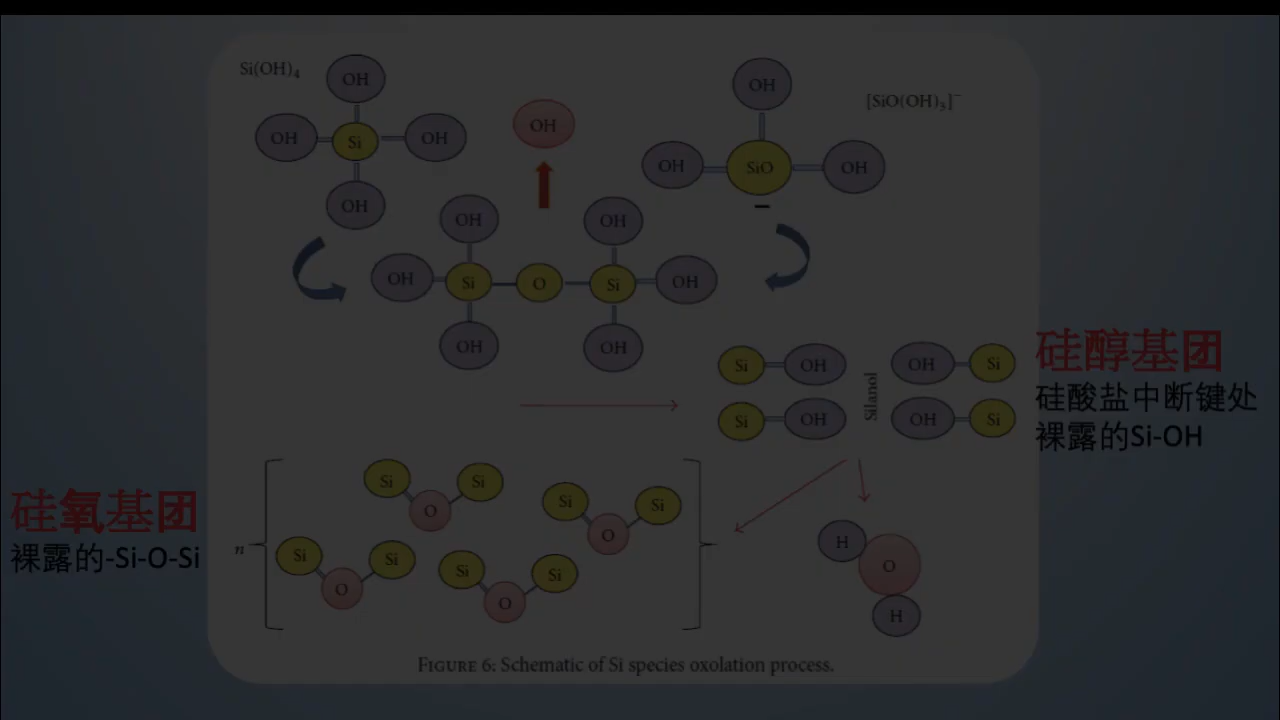 Si(OH)₄
OH
OH
Si
OH
OH
OH
OH
OH
SiO
OH
–
[SiO(OH)₃]⁻
OH
OH
OH
Si
O
Si
OH
OH
OH
Si
OH
Si
OH
Silanol
OH
Si
OH
Si
硅醇基团
硅酸盐中断键处
裸露的Si-OH
硅氧基团
裸露的-Si-O-Si
n
Si
Si
O
Si
Si
O
Si
Si
O
Si
Si
O
H
O
H
FIGURE 6: Schematic of Si species oxolation process.